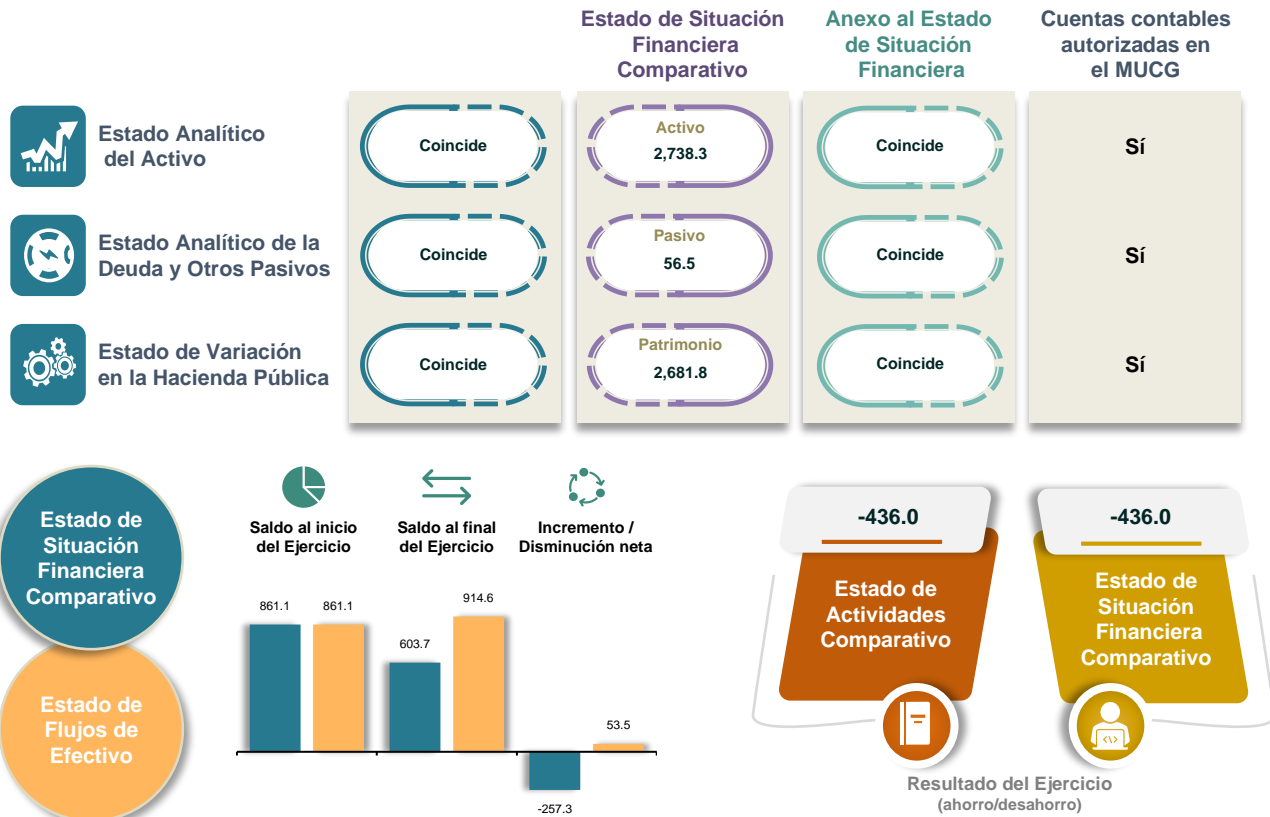 Estado de Situación
Financiera
Comparativo
Anexo al Estado
de Situación
Financiera
Cuentas contables
autorizadas en
el MUCG
Estado Analítico
del Activo
Coincide
Activo
2,738.3
Coincide
Sí
Estado Analítico de la
Deuda y Otros Pasivos
Coincide
Pasivo
56.5
Coincide
Sí
Estado de Variación
en la Hacienda Pública
Coincide
Patrimonio
2,681.8
Coincide
Sí
Estado de
Situación
Financiera
Comparativo
Estado de
Flujos de
Efectivo
Saldo al inicio
del Ejercicio
Saldo al final
del Ejercicio
Incremento /
Disminución neta
861.1
861.1
603.7
914.6
-257.3
53.5
-436.0
Estado de
Actividades
Comparativo
-436.0
Estado de
Situación
Financiera
Comparativo
Resultado del Ejercicio
(ahorro/desahorro)